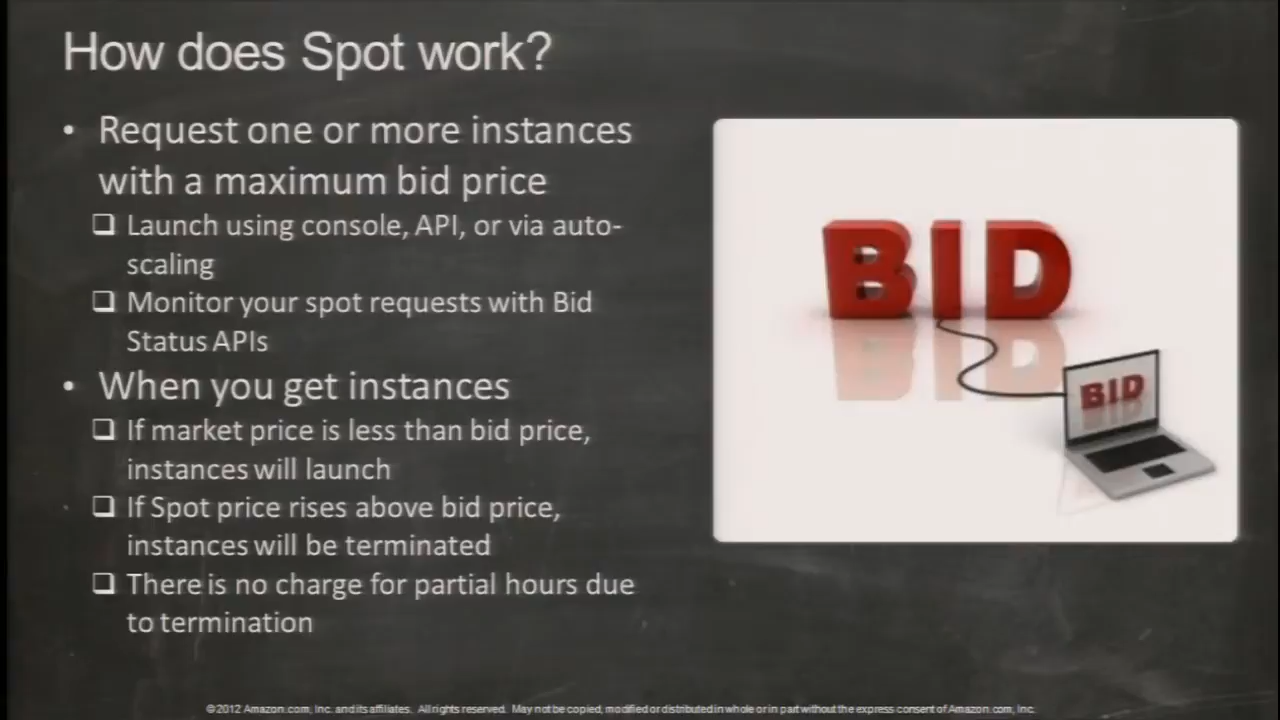 How does Spot work?
• Request one or more instances
with a maximum bid price
❑ Launch using console, API, or via auto-
scaling
❑ Monitor your spot requests with Bid
Status APIs
• When you get instances
❑ If market price is less than bid price,
instances will launch
❑ If Spot price rises above bid price,
instances will be terminated
❑ There is no charge for partial hours due
to termination
BID
BID
©2012 Amazon.com, Inc. and its affiliates. All rights reserved. May not be copied, modified or distributed in whole or in part without the express consent of Amazon.com, Inc.